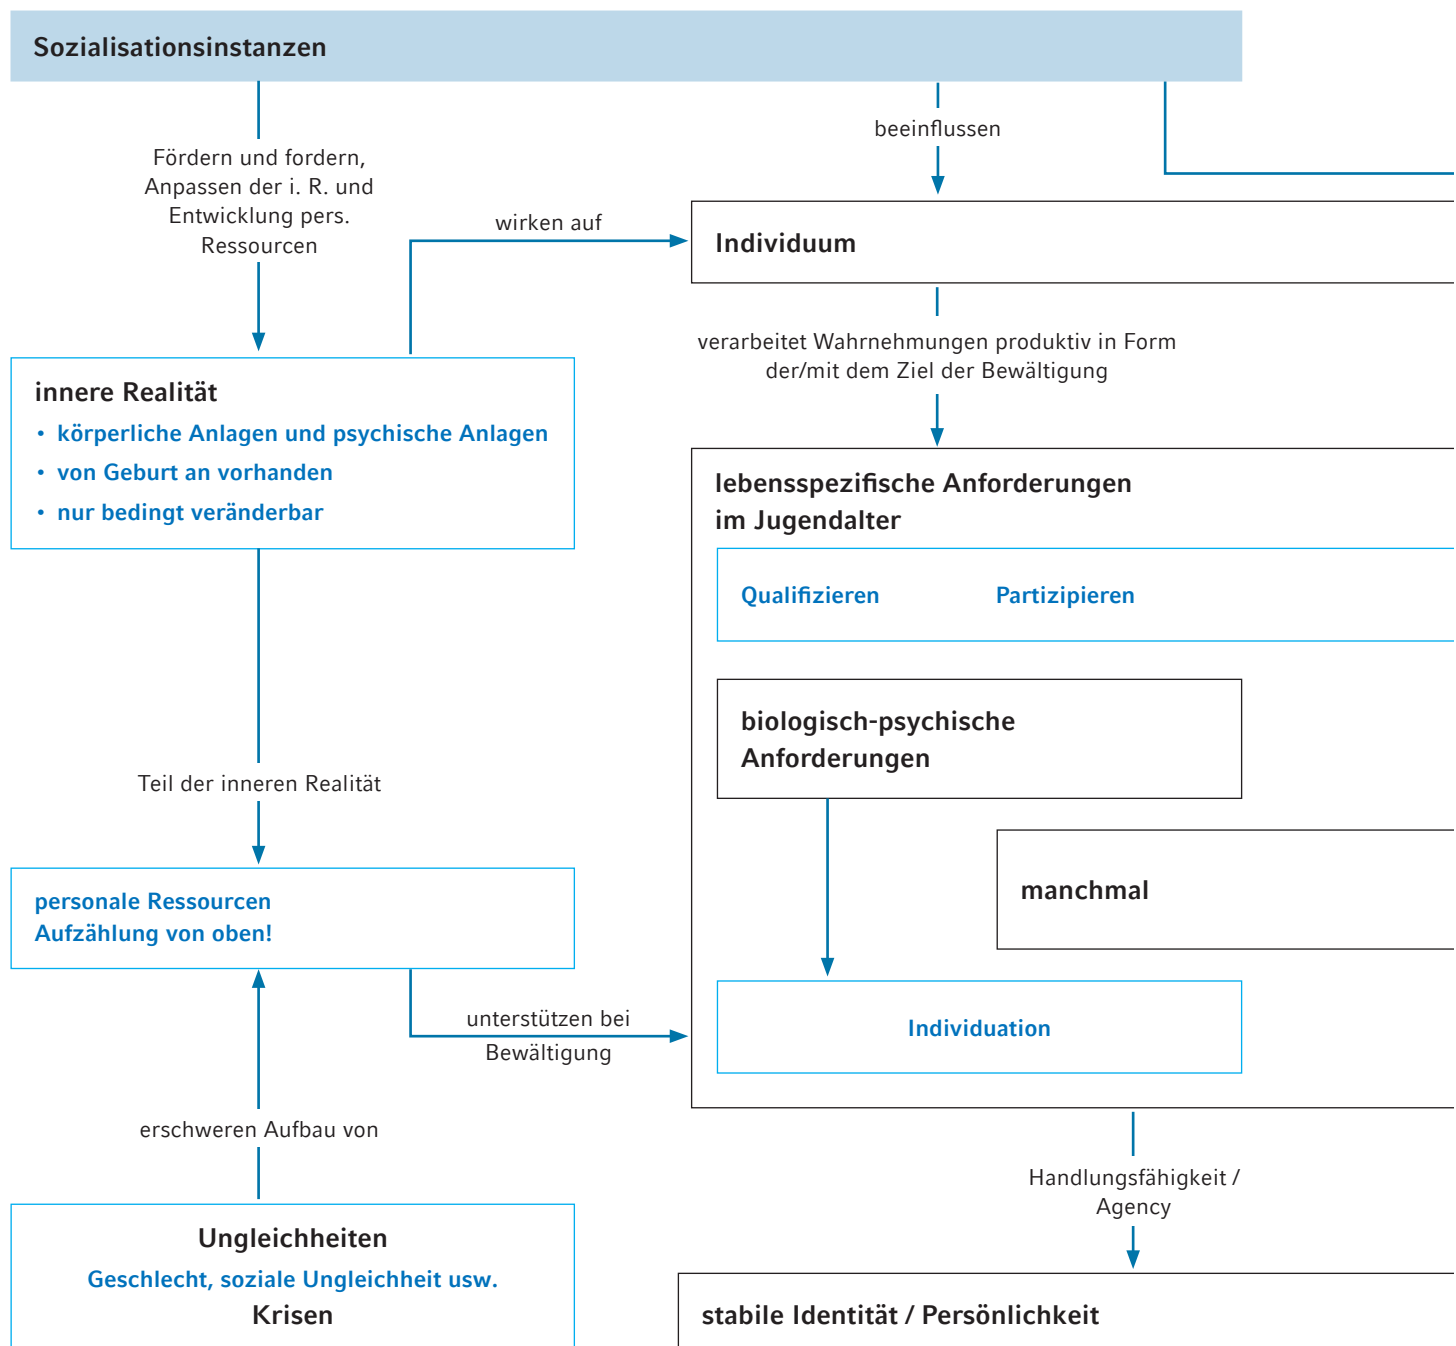 Sozialisationsinstanzen
Fördern und fordern,
Anpassen der i. R. und
Entwicklung pers.
Ressourcen
beeinflussen
wirken auf
Individuum
verarbeitet Wahrnehmungen produktiv in Form
der/mit dem Ziel der Bewältigung
innere Realität
• körperliche Anlagen und psychische Anlagen
• von Geburt an vorhanden
• nur bedingt veränderbar
lebensspezifische Anforderungen
im Jugendalter
Qualifizieren Partizipieren
biologisch-psychische
Anforderungen
Teil der inneren Realität
manchmal
personale Ressourcen
Aufzählung von oben!
unterstützen bei
Bewältigung
Individuation
erschweren Aufbau von
Handlungsfähigkeit /
Agency
Ungleichheiten
Geschlecht, soziale Ungleichheit usw.
Krisen
stabile Identität / Persönlichkeit